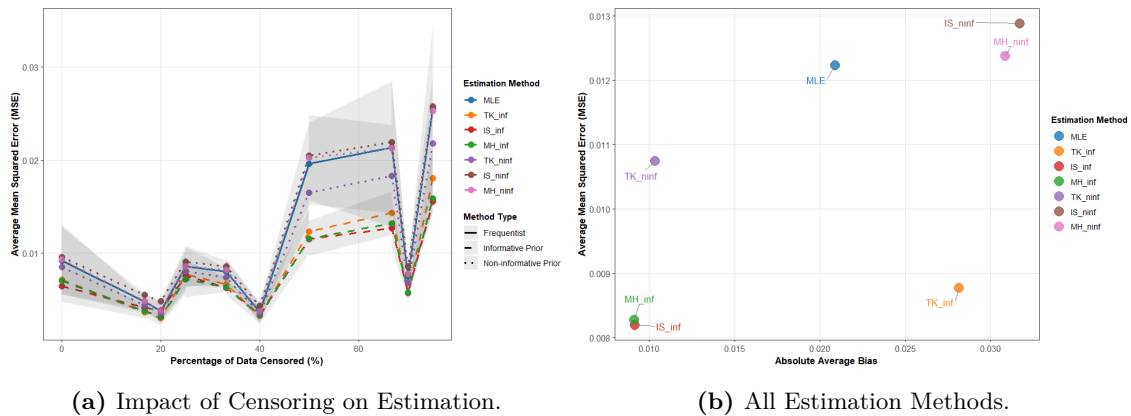 Average Mean Squared Error (MSE)
0.03
0.02
0.01
0
20
40
60
Percentage of Data Censored (%)
Estimation Method
MLE
TK_inf
IS_inf
MH_inf
TK_ninf
IS_ninf
MH_ninf
Method Type
Frequentist
Informative Prior
Non-informative Prior
(a) Impact of Censoring on Estimation.
Average Mean Squared Error (MSE)
0.013
0.012
0.011
0.010
0.009
0.008
IS_ninf
MH_ninf
MLE
TK_ninf
MH_inf
IS_inf
TK_inf
0.010
0.015
0.020
0.025
0.030
Absolute Average Bias
Estimation Method
MLE
TK_inf
IS_inf
MH_inf
TK_ninf
IS_ninf
MH_ninf
(b) All Estimation Methods.